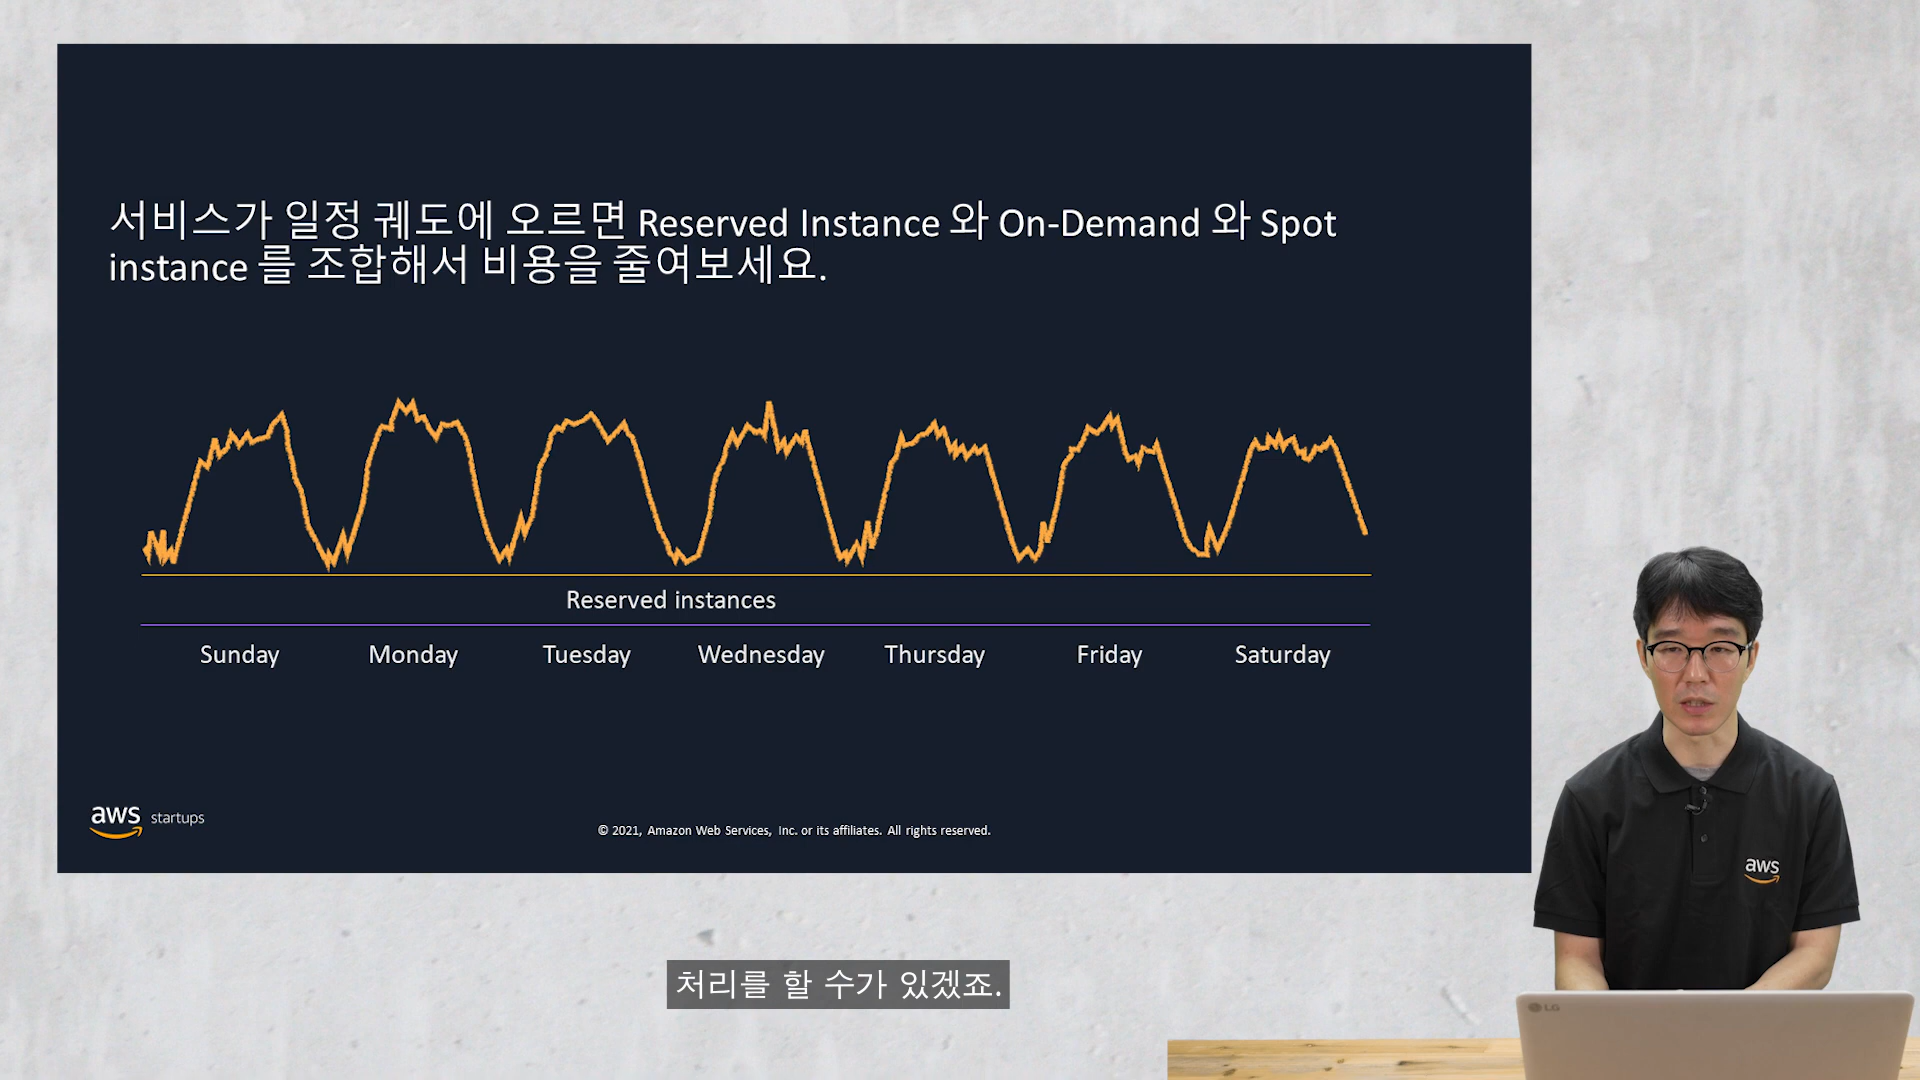 서비스가 일정 궤도에 오르면 Reserved Instance 와 On-Demand 와 Spot
instance 를 조합해서 비용을 줄여보세요.
Reserved instances
Sunday Monday Tuesday Wednesday Thursday Friday Saturday
aws startups
© 2021, Amazon Web Services, Inc. or its affiliates. All rights reserved.
aws
LG
처리를 할 수가 있겠죠.